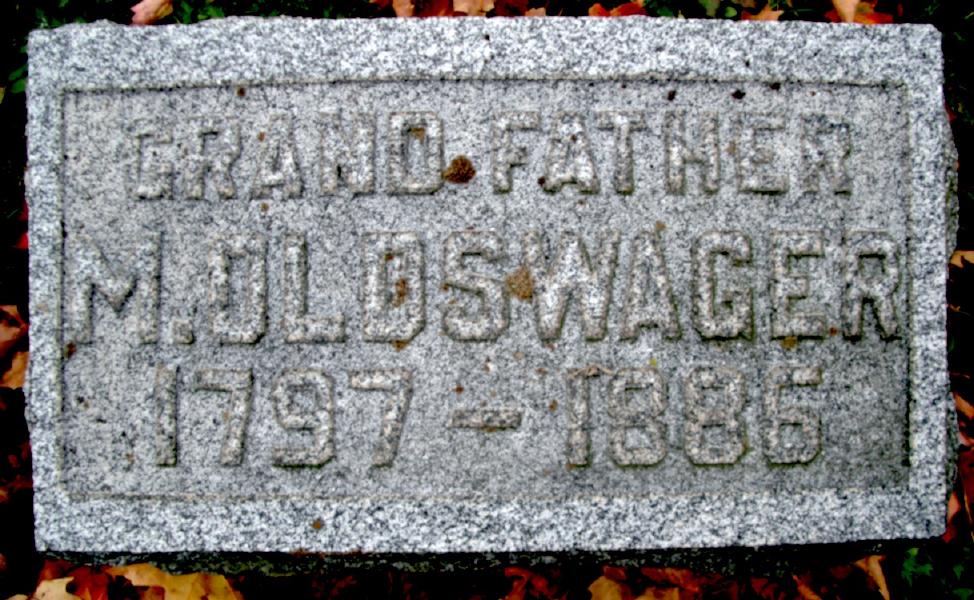 GRAND FATHER
M. OLDSWAGER
1797 - 1886